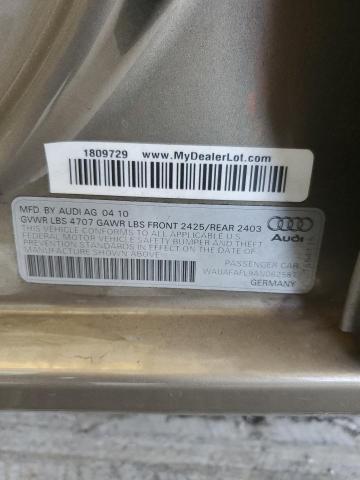 1809729 www.MyDealerLot.com
MFD. BY AUDI AG 04 10
GVWR LBS 4707 GAWR LBS FRONT 2425/REAR 2403
THIS VEHICLE CONFORMS TO ALL APPLICABLE U.S.
FEDERAL MOTOR VEHICLE SAFETY BUMPER AND THEFT
PREVENTION STANDARDS IN EFFECT ON THE DATE OF
MANUFACTURE SHOWN ABOVE.
Audi
PASSENGER CAR
GERMANY